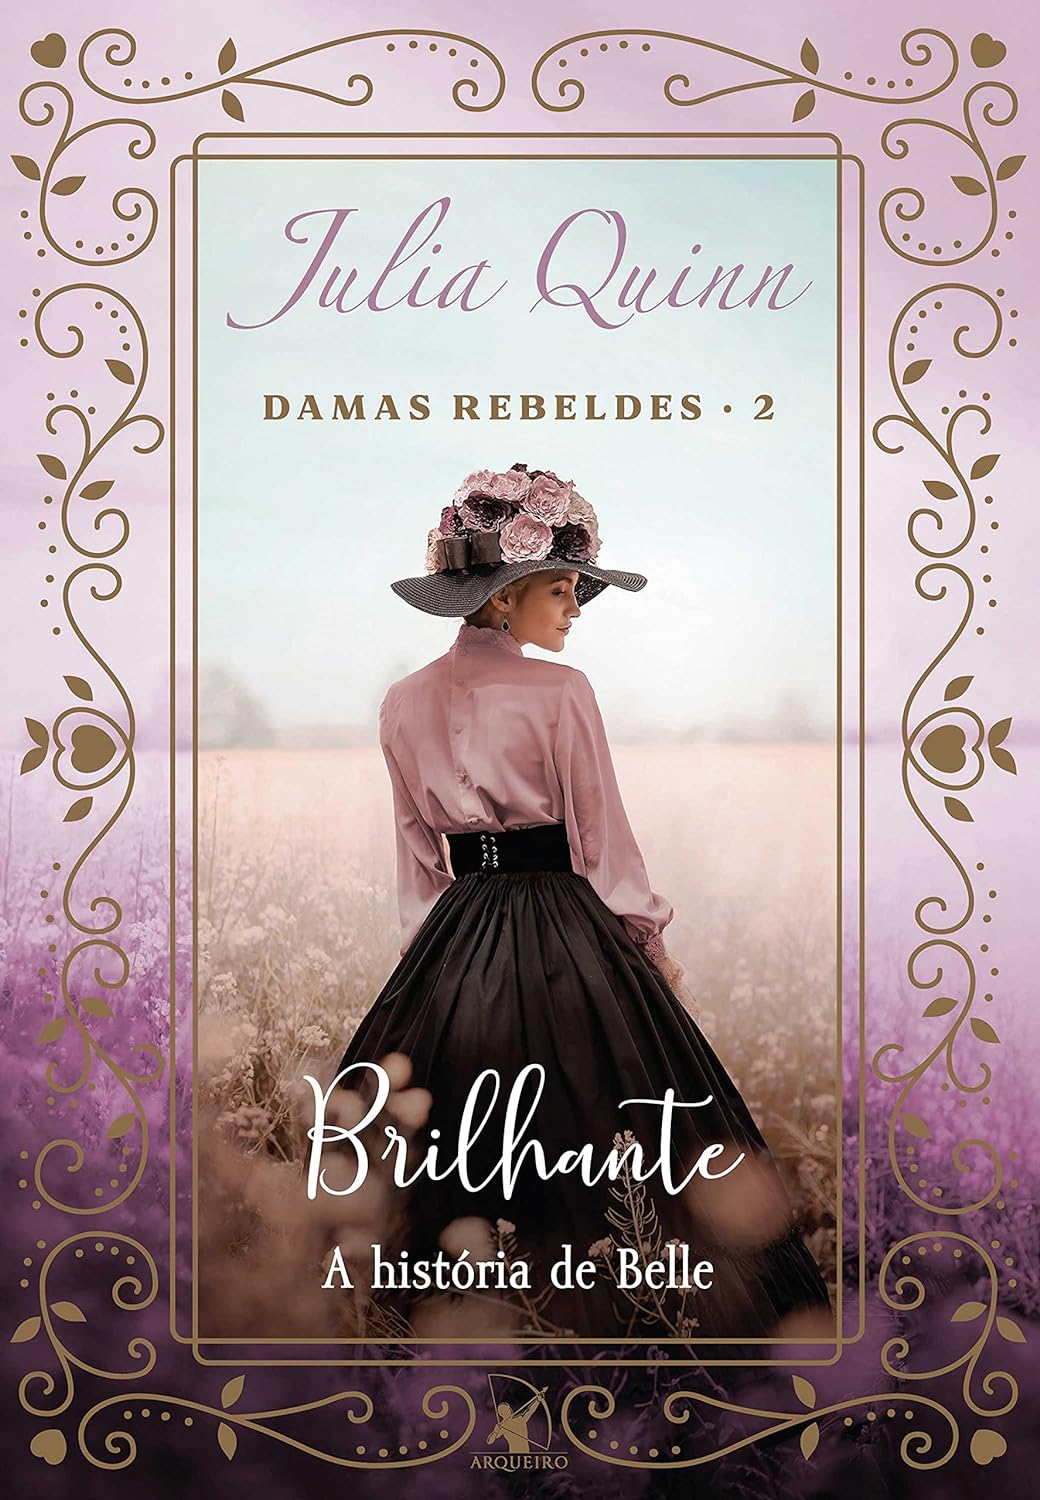 Julia Quinn
DAMAS REBELDES • 2
Brilhante
A história de Belle
ARQUEIRO